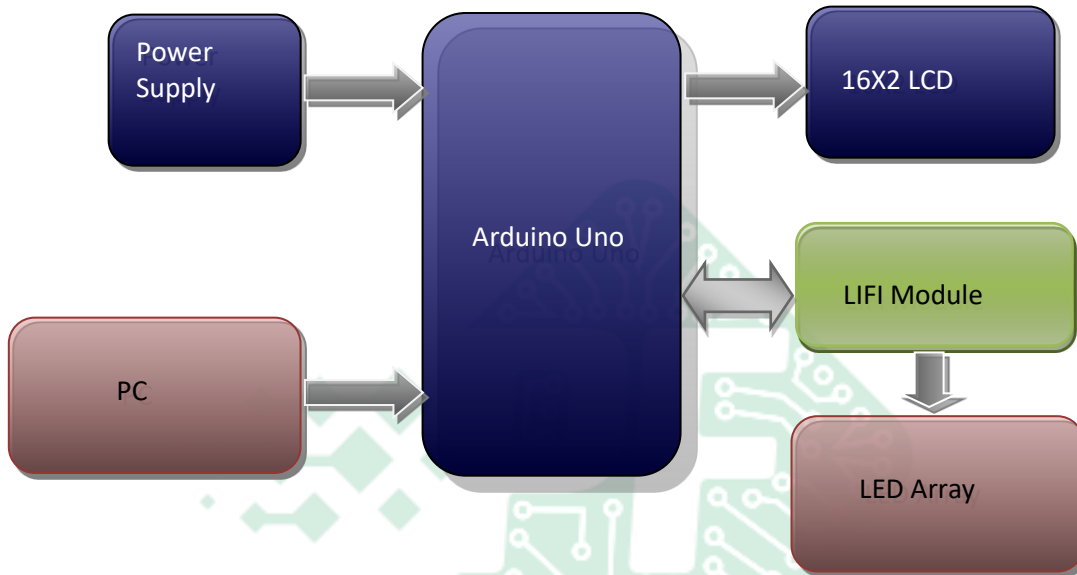 Power
Supply
16X2 LCD
Arduino Uno
LIFI Module
PC
LED Array